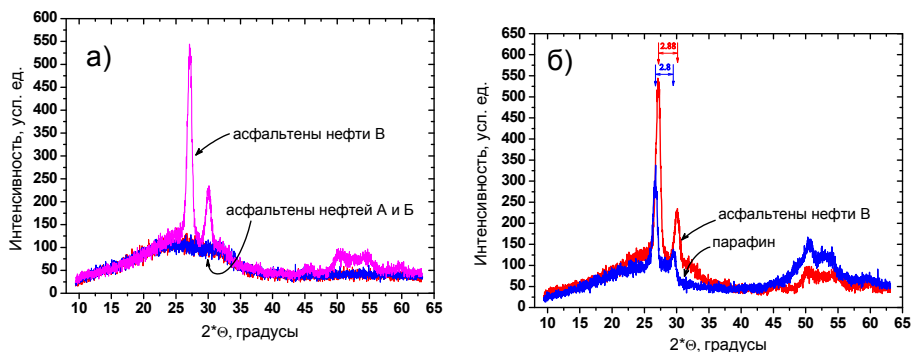 а)
600
550
500
450
400
350
300
250
200
150
100
50
0
Интенсивность, усл. ед.
асфальтены нефти В
асфальтены нефтей А и Б
10 15 20 25 30 35 40 45 50 55 60 65
2*Θ, градусы
б)
650
600
550
500
450
400
350
300
250
200
150
100
50
0
Интенсивность, усл. ед.
2.88
2.8
асфальтены нефти В
парафин
10 15 20 25 30 35 40 45 50 55 60 65
2*Θ, градусы